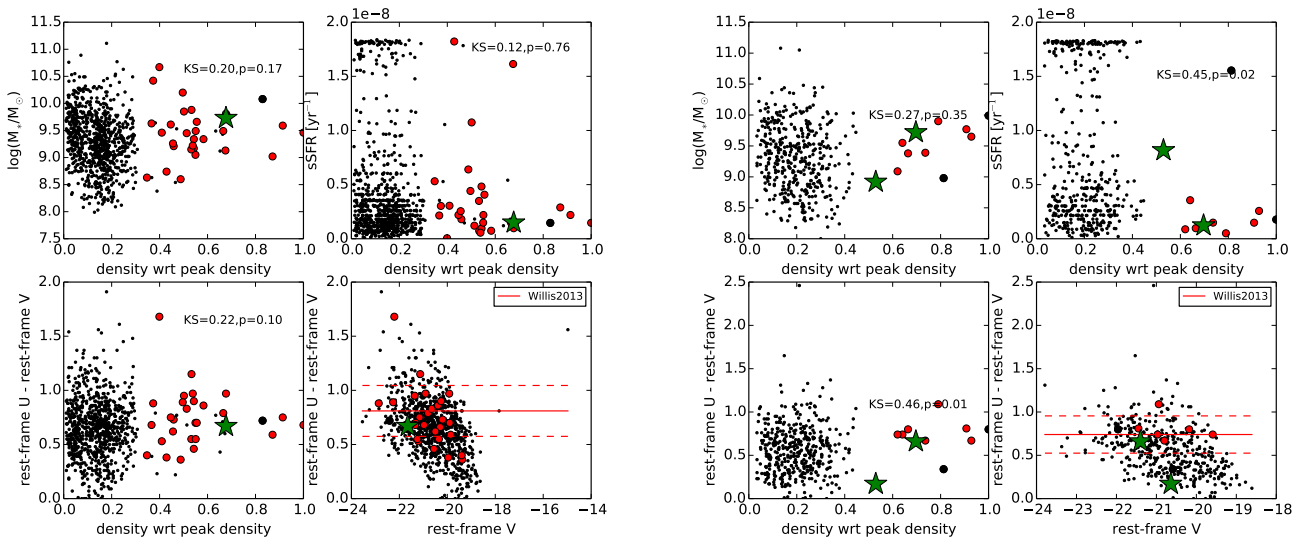 1e−8
1e−8
11.5
11.0
10.5
10.0
9.5
9.0
8.5
8.0
7.5
log(M*/M⊙)
KS=0.20,p=0.17
0.0 0.2 0.4 0.6 0.8 1.0
density wrt peak density
2.0
1.5
1.0
0.5
0.0
sSFR [yr⁻¹]
KS=0.12,p=0.76
0.0 0.2 0.4 0.6 0.8 1.0
density wrt peak density
11.5
11.0
10.5
10.0
9.5
9.0
8.5
8.0
log(M*/M⊙)
KS=0.27,p=0.35
0.0 0.2 0.4 0.6 0.8 1.0
density wrt peak density
2.0
1.5
1.0
0.5
0.0
sSFR [yr⁻¹]
KS=0.45,p=0.02
0.0 0.2 0.4 0.6 0.8 1.0
density wrt peak density
2.0
1.5
1.0
0.5
0.0
rest-frame U - rest-frame V
KS=0.22,p=0.10
0.0 0.2 0.4 0.6 0.8 1.0
density wrt peak density
2.0
1.5
1.0
0.5
0.0
rest-frame U - rest-frame V
Willis2013
−24 −22 −20 −18 −16 −14
rest-frame V
2.5
2.0
1.5
1.0
0.5
0.0
rest-frame U - rest-frame V
KS=0.46,p=0.01
0.0 0.2 0.4 0.6 0.8 1.0
density wrt peak density
2.5
2.0
1.5
1.0
0.5
0.0
rest-frame U - rest-frame V
Willis2013
−24 −23 −22 −21 −20 −19 −18
rest-frame V